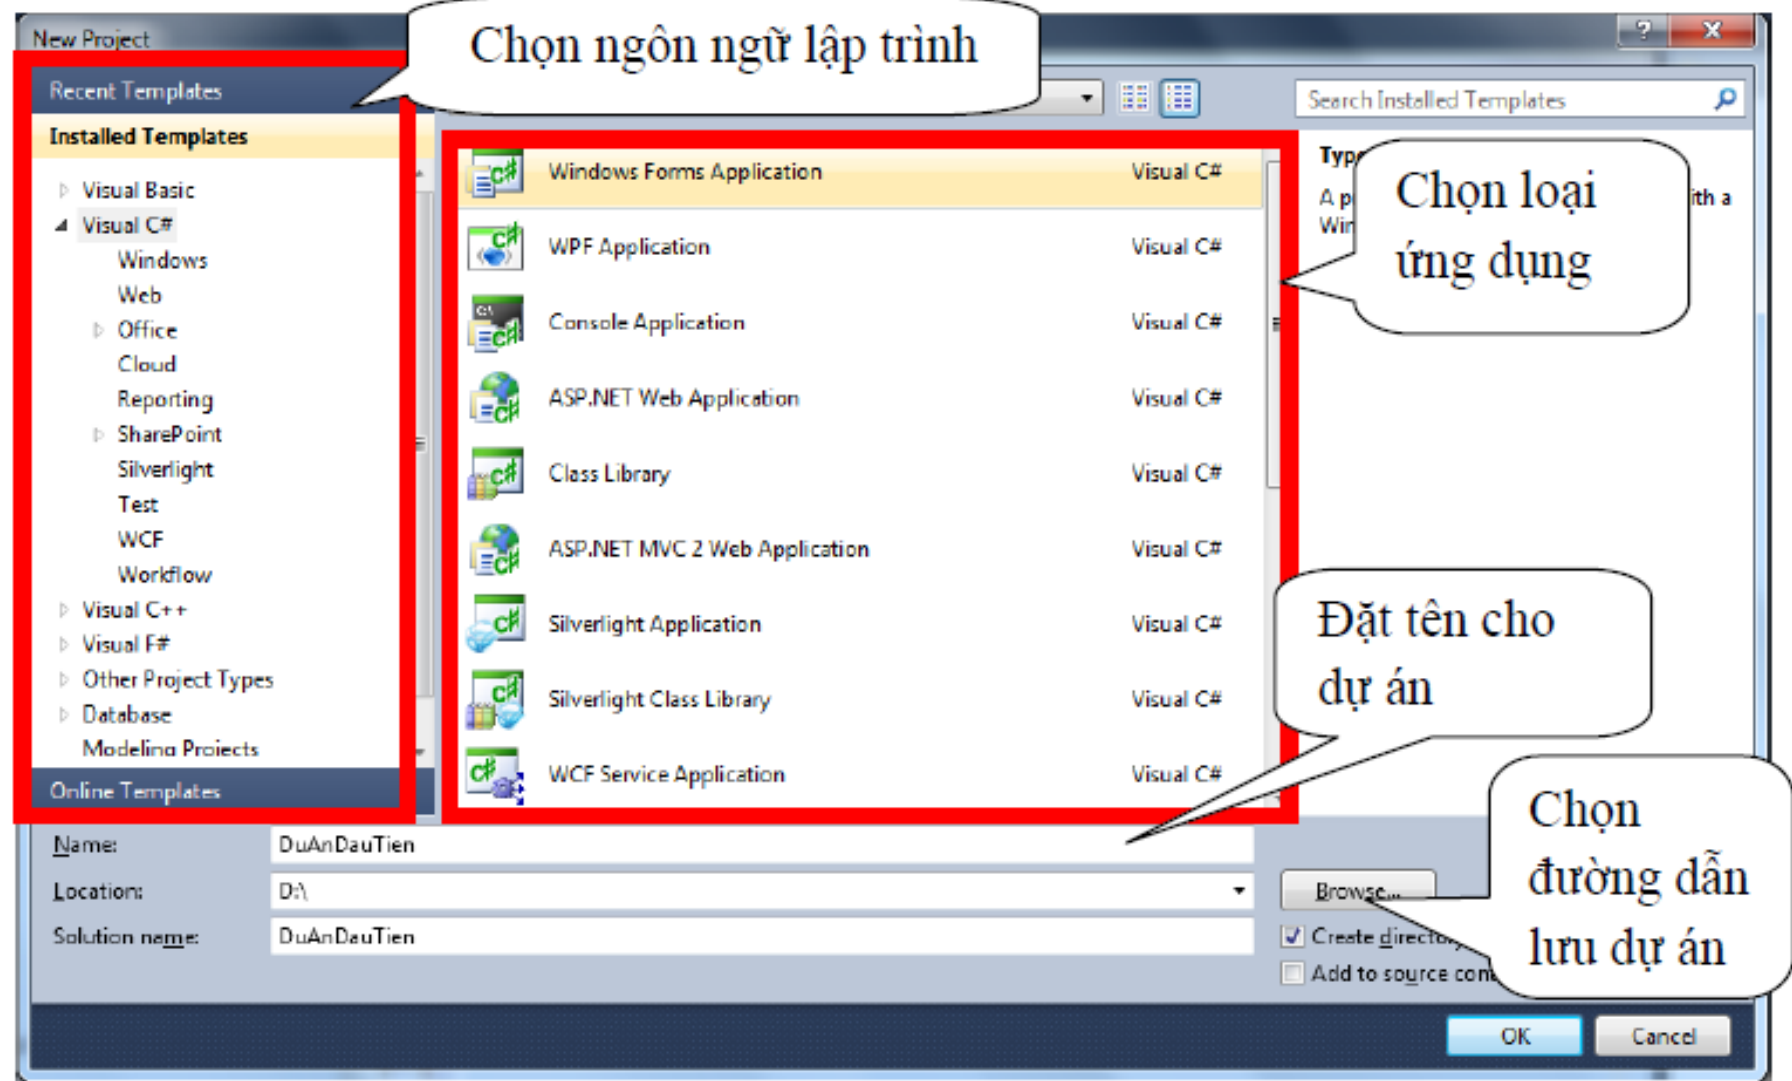 New Project
Chọn ngôn ngữ lập trình
Recent Templates
Search Installed Templates
Installed Templates
Visual Basic
Visual C#
Windows
Web
Office
Cloud
Reporting
SharePoint
Silverlight
Test
WCF
Workflow
Visual C++
Visual F#
Other Project Types
Database
Modeling Projects
Online Templates
Windows Forms Application Visual C#
WPF Application Visual C#
Console Application Visual C#
ASP.NET Web Application Visual C#
Class Library Visual C#
ASP.NET MVC 2 Web Application Visual C#
Silverlight Application Visual C#
Silverlight Class Library Visual C#
WCF Service Application Visual C#
A
a
Chọn loại
ứng dụng
Đặt tên cho
dự án
Chọn
đường dẫn
lưu dự án
Name: DuAnDauTien
Location: D:\ Browse...
Solution name: DuAnDauTien Create
Add to source
OK Cancel